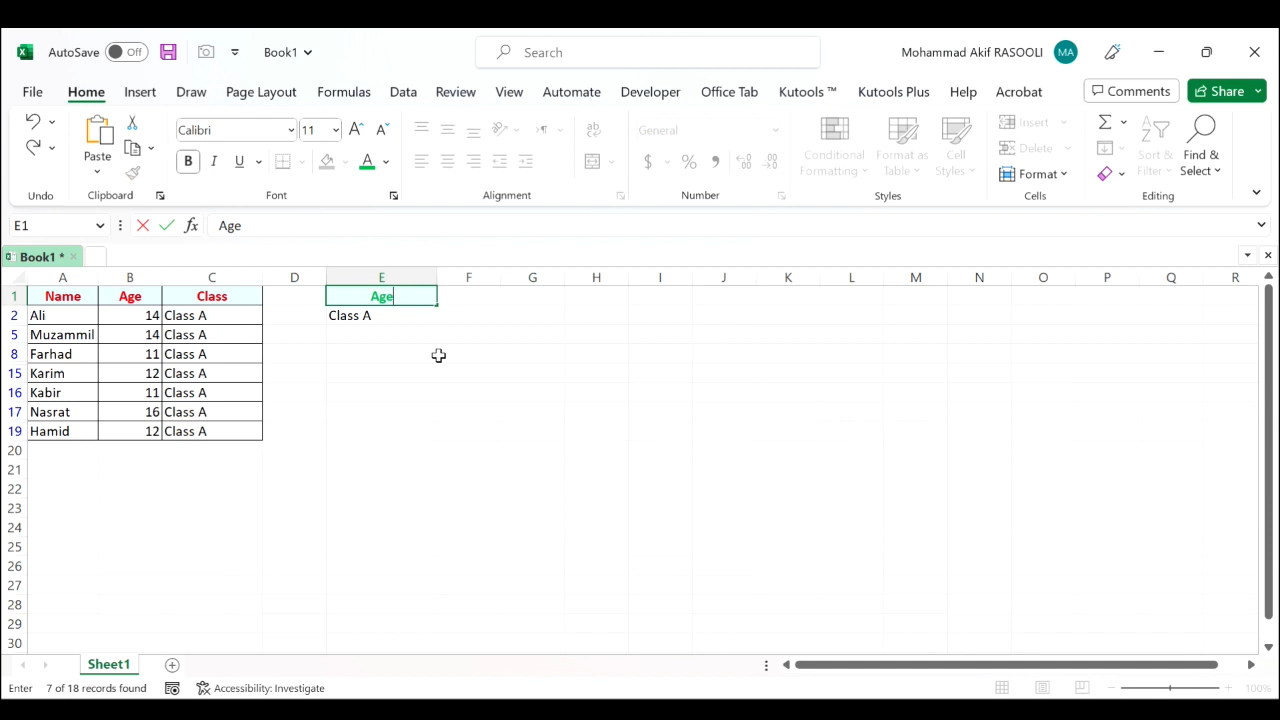 AutoSave Off Book1 Search Mohammad Akif RASOOLI MA
File Home Insert Draw Page Layout Formulas Data Review View Automate Developer Office Tab Kutools ™ Kutools Plus Help Acrobat Comments Share
Paste Calibri 11 General Conditional Formatting Format as Table Cell Styles Insert Delete Format Sort & Filter Find & Select
Undo Clipboard Font Alignment Number Styles Cells Editing
E1 fx Age
Book1 *
A B C D E F G H I J K L M N O P Q R
1 Name Age Class Age
2 Ali 14 Class A Class A
5 Muzammil 14 Class A
8 Farhad 11 Class A
15 Karim 12 Class A
16 Kabir 11 Class A
17 Nasrat 16 Class A
19 Hamid 12 Class A
20
21
22
23
24
25
26
27
28
29
30
Sheet1
Enter 7 of 18 records found Accessibility: Investigate 100%